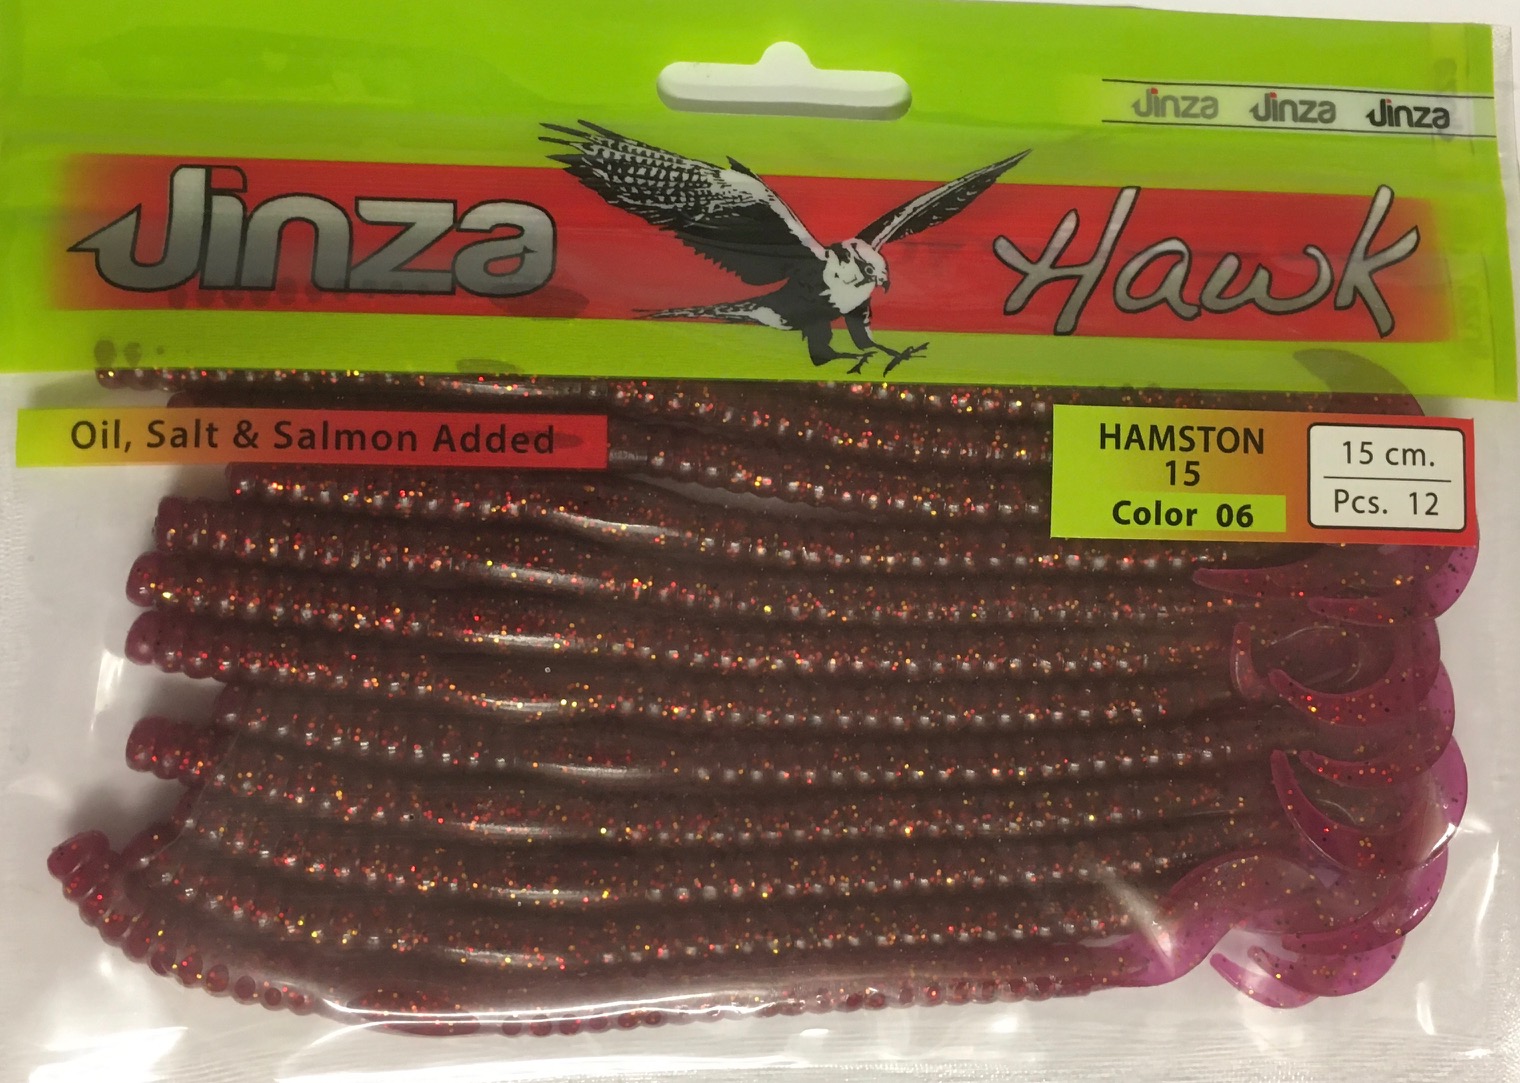 Jinza Jinza Jinza
Jinza Hawk
Oil, Salt & Salmon Added
HAMSTON
15
Color 06
15 cm.
Pcs. 12